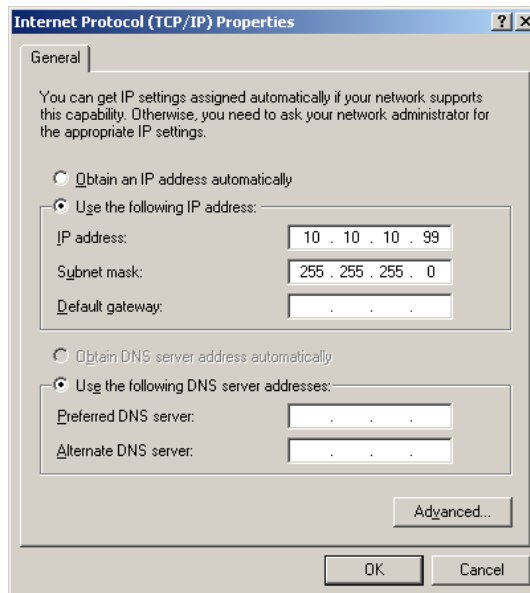 Internet Protocol (TCP/IP) Properties
General
You can get IP settings assigned automatically if your network supports
this capability. Otherwise, you need to ask your network administrator for
the appropriate IP settings.
Obtain an IP address automatically
Use the following IP address:
IP address: 10 . 10 . 10 . 99
Subnet mask: 255 . 255 . 255 . 0
Default gateway: . . .
Obtain DNS server address automatically
Use the following DNS server addresses:
Preferred DNS server: . . .
Alternate DNS server: . . .
Advanced...
OK Cancel